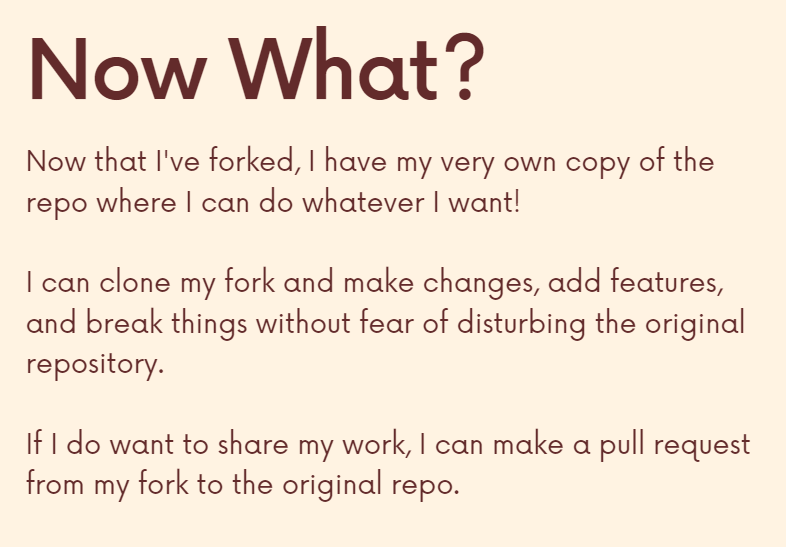 Now What?
Now that I've forked, I have my very own copy of the
repo where I can do whatever I want!
I can clone my fork and make changes, add features,
and break things without fear of disturbing the original
repository.
If I do want to share my work, I can make a pull request
from my fork to the original repo.